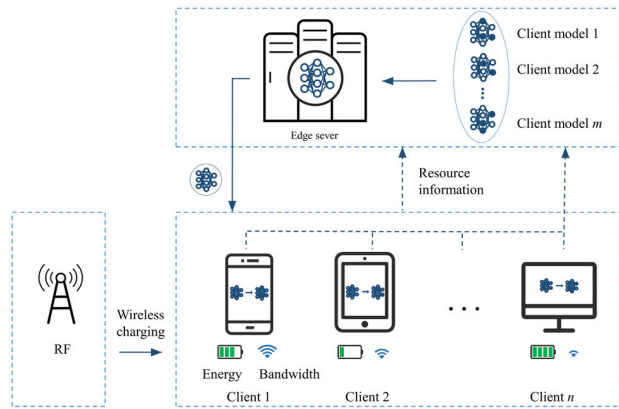 Client model 1
Client model 2
Client model m
Edge sever
Resource
information
RF
Wireless
charging
Energy
Bandwidth
Client 1
Client 2
Client n